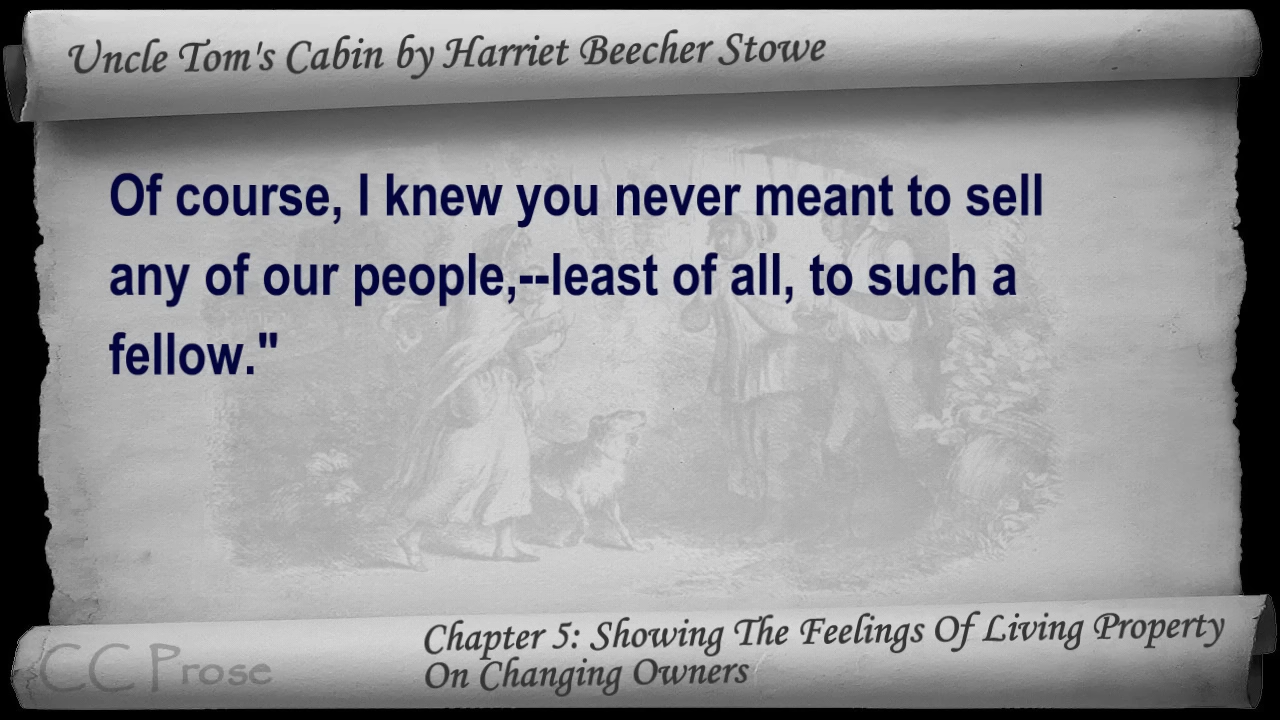 Uncle Tom's Cabin by Harriet Beecher Stowe
Of course, I knew you never meant to sell
any of our people,--least of all, to such a
fellow."
Chapter 5: Showing The Feelings Of Living Property
On Changing Owners
CC Prose